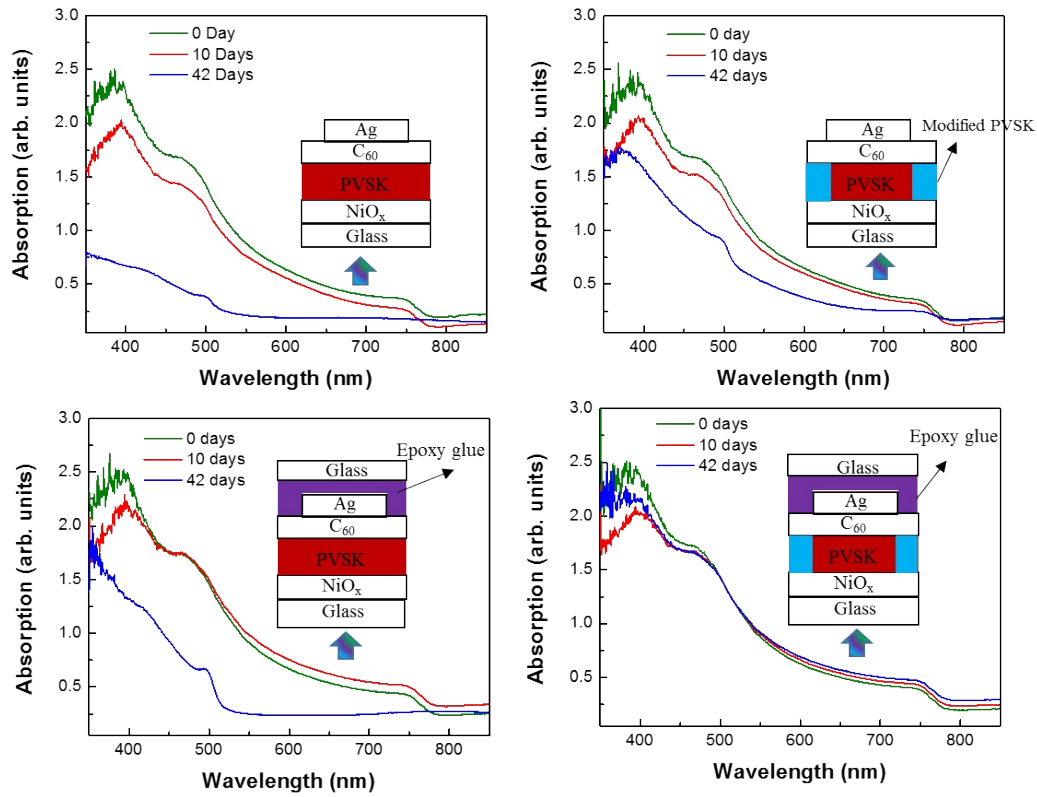 3.0
2.5
2.0
1.5
1.0
0.5
Absorption (arb. units)
0 Day
10 Days
42 Days
Ag
C₆₀
PVSK
NiOₓ
Glass
400 500 600 700 800
Wavelength (nm)
3.0
2.5
2.0
1.5
1.0
0.5
Absorption (arb. units)
0 day
10 days
42 days
Modified PVSK
Ag
C₆₀
PVSK
NiOₓ
Glass
400 500 600 700 800
Wavelength (nm)
3.0
2.5
2.0
1.5
1.0
0.5
Absorption (arb. units)
0 days
10 days
42 days
Epoxy glue
Glass
Ag
C₆₀
PVSK
NiOₓ
Glass
400 500 600 700 800
Wavelength (nm)
3.0
2.5
2.0
1.5
1.0
0.5
Absorption (arb. units)
0 days
10 days
42 days
Epoxy glue
Glass
Ag
C₆₀
PVSK
NiOₓ
Glass
400 500 600 700 800
Wavelength (nm)